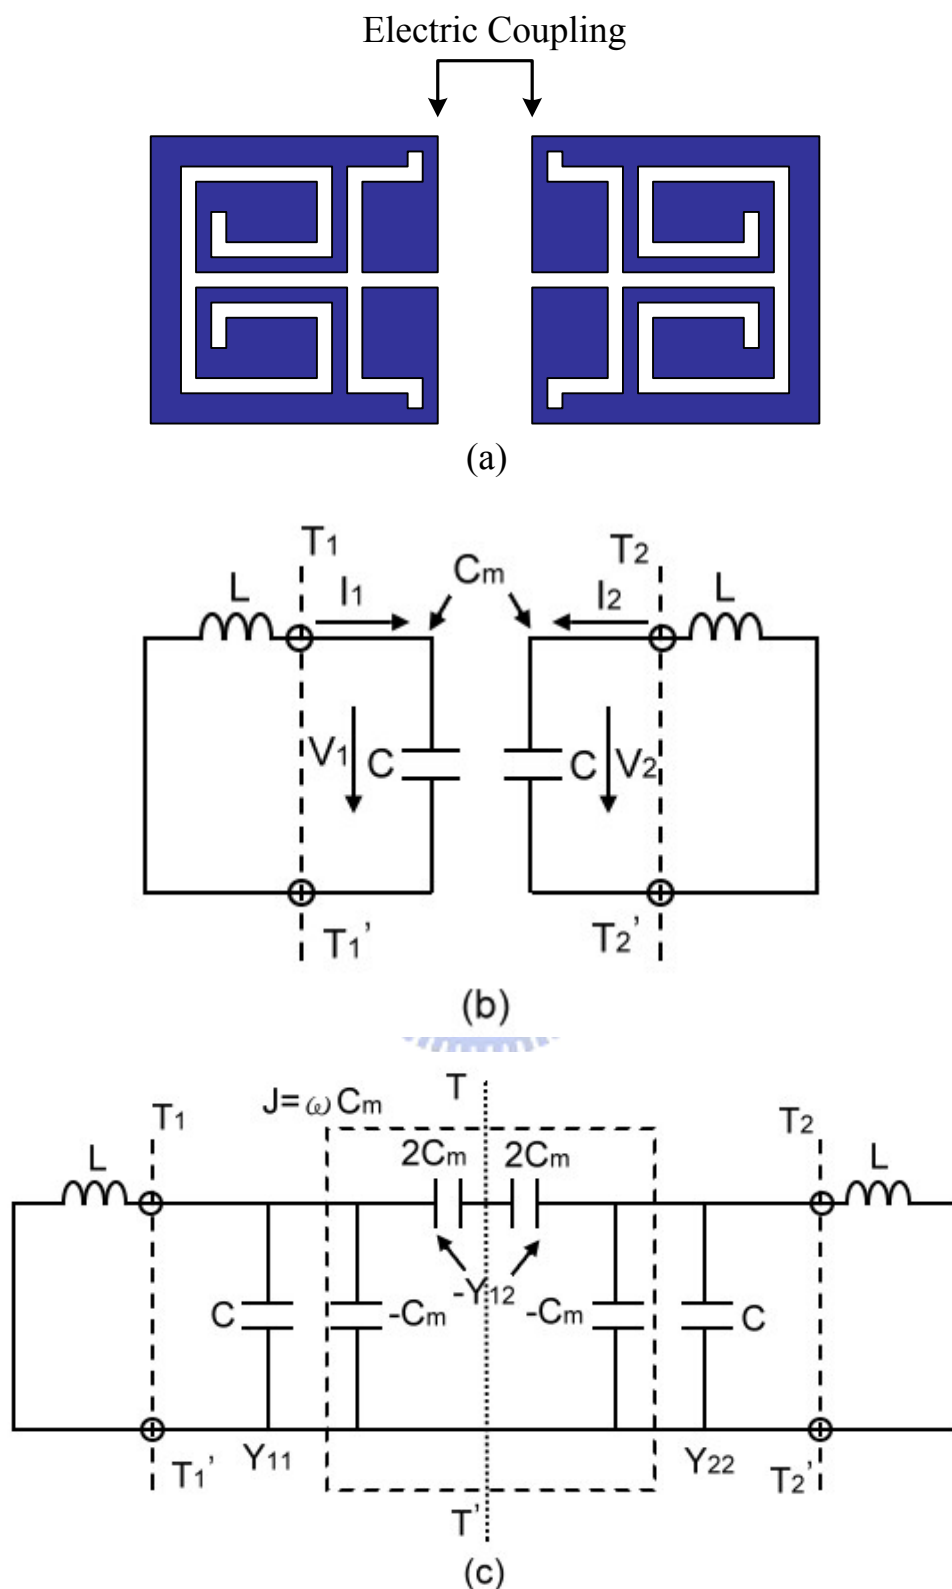 Electric Coupling
(a)
T1
T2
Cm
L
I1
I2
L
V1
C
C
V2
T1'
T2'
(b)
J=ωCm
T
T1
T2
L
2Cm
2Cm
L
-Y12
C
-Cm
-Cm
C
T1'
Y11
Y22
T2'
T'
(c)